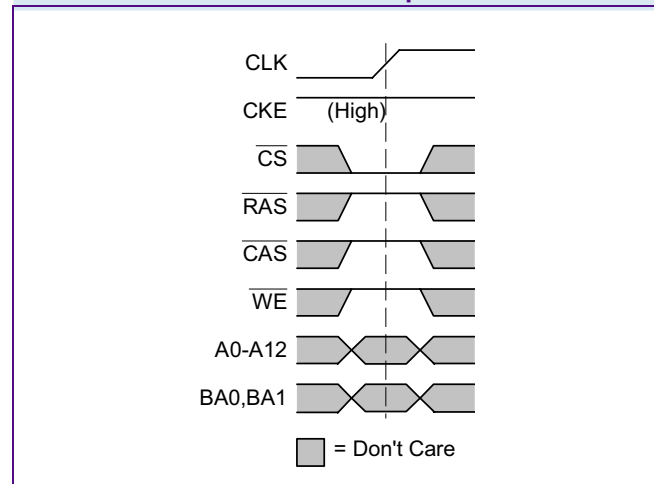 CLK
CKE (High)
CS
RAS
CAS
WE
A0-A12
BA0,BA1
= Don't Care